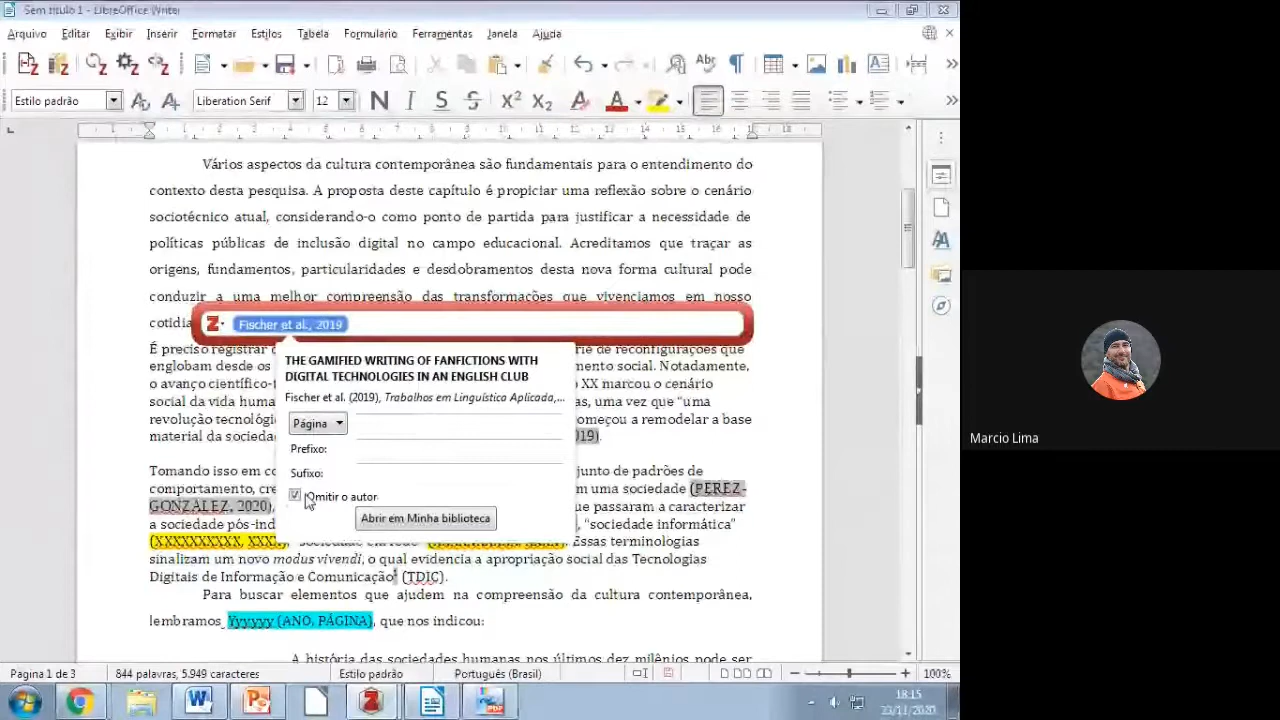 Sem título 1 - LibreOffice Writer
Arquivo Editar Exibir Inserir Formatar Estilos Tabela Formulário Ferramentas Janela Ajuda
Estilo padrão Liberation Serif 12 N I S S X² X₂
Vários aspectos da cultura contemporânea são fundamentais para o entendimento do
contexto desta pesquisa. A proposta deste capítulo é propiciar uma reflexão sobre o cenário
sociotécnico atual, considerando-o como ponto de partida para justificar a necessidade de
políticas públicas de inclusão digital no campo educacional. Acreditamos que traçar as
origens, fundamentos, particularidades e desdobramentos desta nova forma cultural pode
conduzir a uma melhor compreensão das transformações que vivenciamos em nosso
cotidia
Z Fischer et al., 2019
É preciso registrar rie de reconfigurações que
THE GAMIFIED WRITING OF FANFICTIONS WITH
DIGITAL TECHNOLOGIES IN AN ENGLISH CLUB
Fischer et al. (2019), Trabalhos em Linguística Aplicada,...
Página
Prefixo:
Sufixo:
Omitir o autor
Abrir em Minha biblioteca
englobam desde os mento social. Notadamente,
o avanço científico-t XX marcou o cenário
social da vida huma as, uma vez que “uma
revolução tecnológi omeçou a remodelar a base
material da socieda 019).
Tomando isso em co junto de padrões de
comportamento, cre m uma sociedade (PEREZ-
GONZÁLEZ, 2020), que passaram a caracterizar
a sociedade pós-ind , “sociedade informática”
(XXXXXXXXXX, XXXX), Essas terminologias
sinalizam um novo modus vivendi, o qual evidencia a apropriação social das Tecnologias
Digitais de Informação e Comunicação¹ (TDIC).
Para buscar elementos que ajudem na compreensão da cultura contemporânea,
lembramos Yyyyyy (ANO, PÁGINA), que nos indicou:
A história das sociedades humanas nos últimos dez milênios pode ser
Página 1 de 3 844 palavras, 5.949 caracteres Estilo padrão Português (Brasil) 100%
18:15
23/11/2020
Marcio Lima